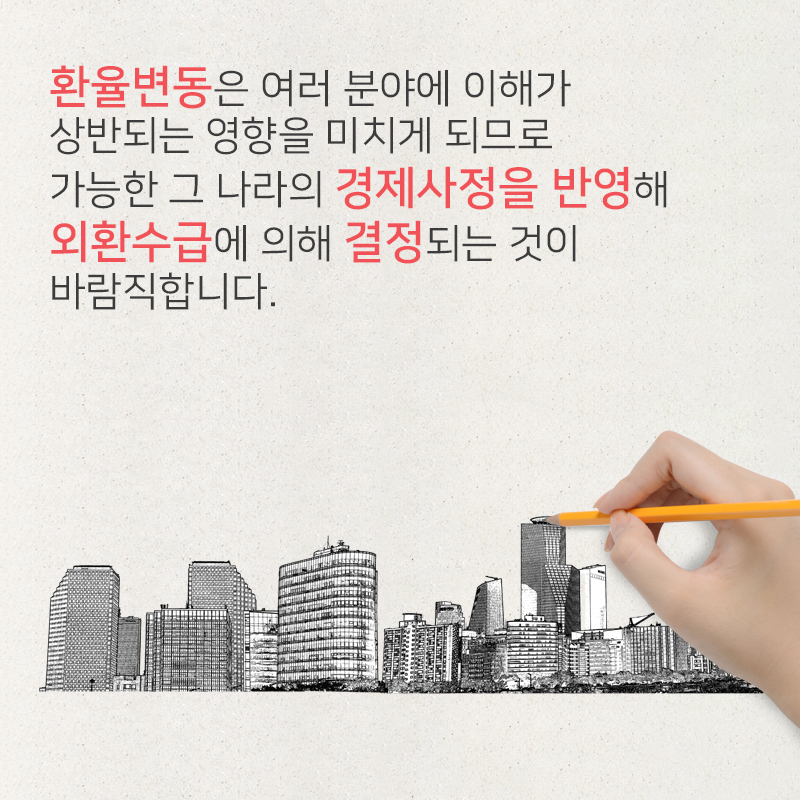 환율변동은 여러 분야에 이해가
상반되는 영향을 미치게 되므로
가능한 그 나라의 경제사정을 반영해
외환수급에 의해 결정되는 것이
바람직합니다.